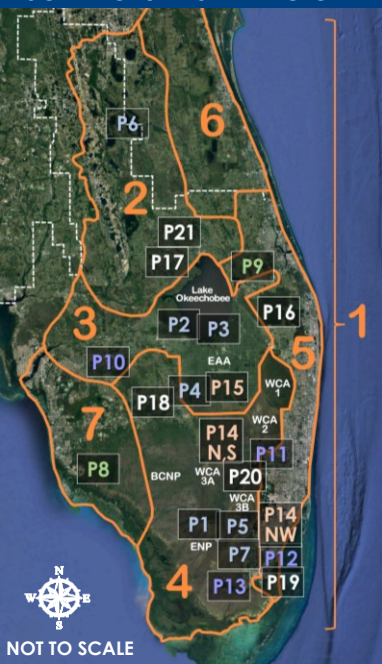 6
P6
2
P21
P17
P9
Lake
Okeechobee
P16
1
3
P2
P3
5
P10
EAA
WCA
1
P4
P15
P18
7
WCA
2
P14
N,S
P11
P8
BCNP
WCA
3A
P20
WCA
3B
P14
NW
P1
P5
ENP
P7
P12
4
P13
P19
N
W
E
S
NOT TO SCALE